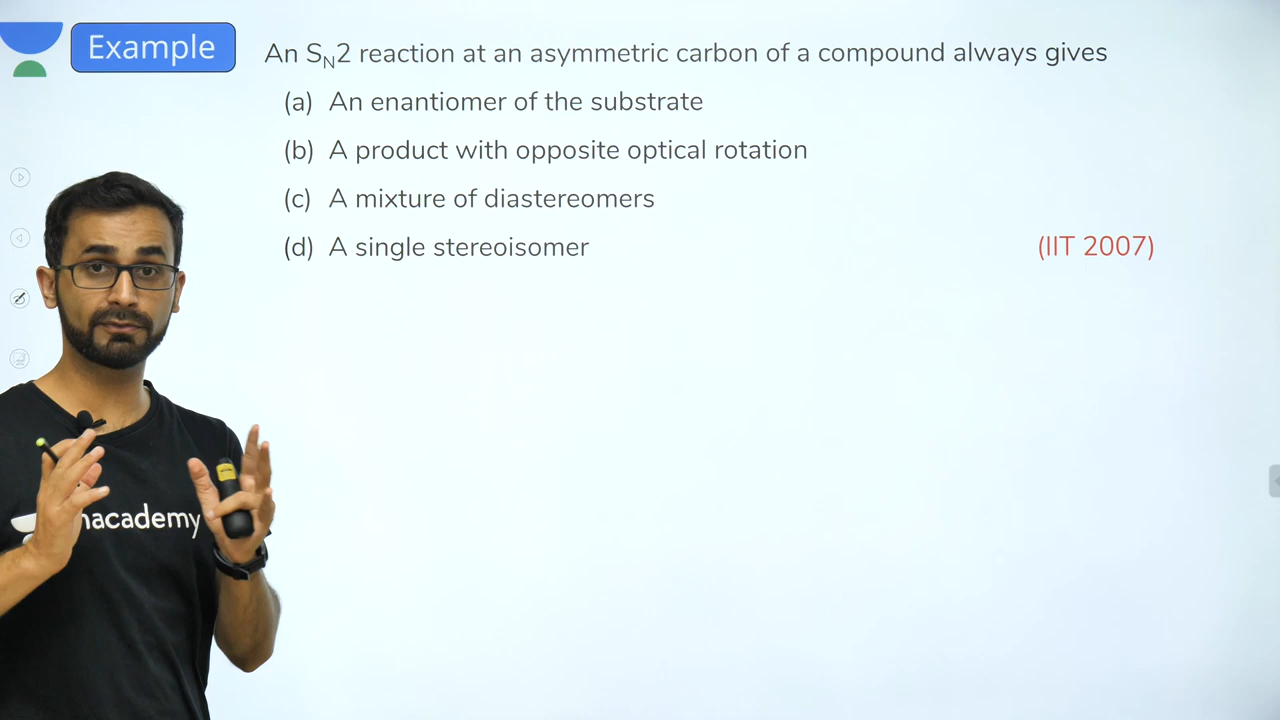 Example
An SN2 reaction at an asymmetric carbon of a compound always gives
(a) An enantiomer of the substrate
(b) A product with opposite optical rotation
(c) A mixture of diastereomers
(d) A single stereoisomer (IIT 2007)
nacademy